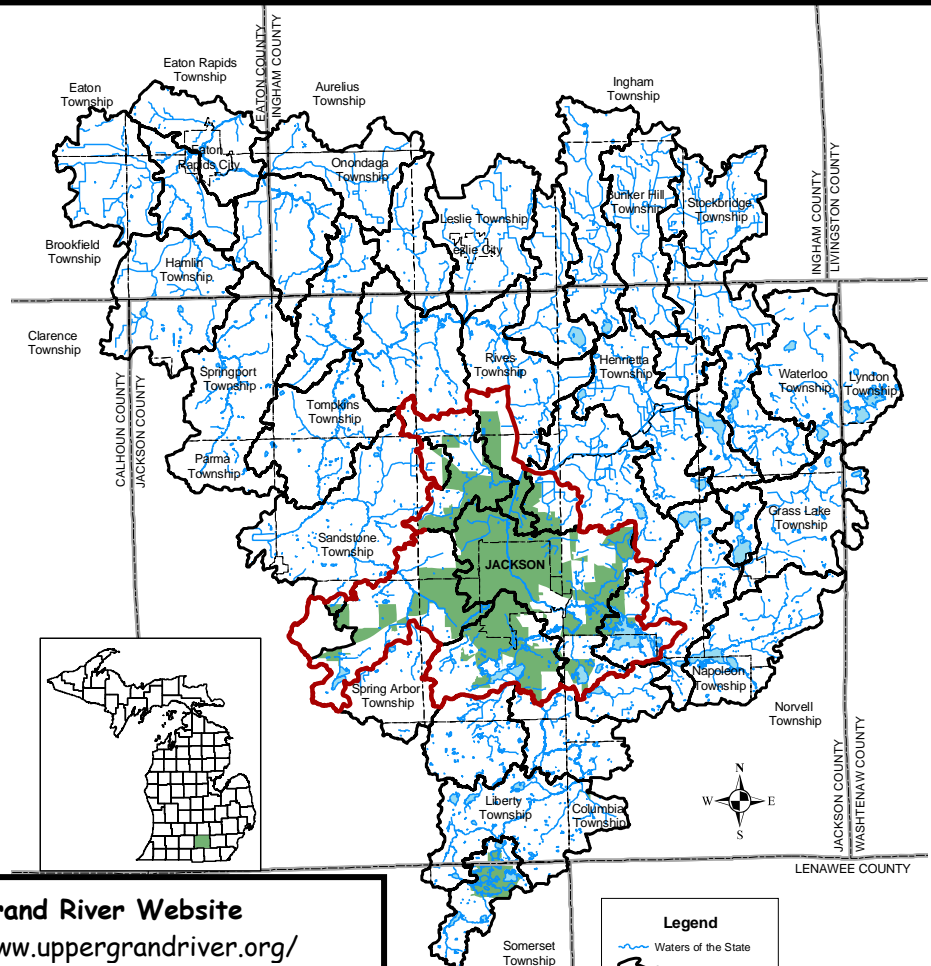 Eaton Rapids
Township
Eaton
Township
EATON COUNTY
INGHAM COUNTY
Aurelius
Township
Ingham
Township
Eaton
Rapids City
Onondaga
Township
Leslie Township
Leslie City
Bunker Hill
Township
Stockbridge
Township
INGHAM COUNTY
LIVINGSTON COUNTY
Brookfield
Township
Hamlin
Township
Clarence
Township
CALHOUN COUNTY
JACKSON COUNTY
Springport
Township
Tompkins
Township
Rives
Township
Henrietta
Township
Waterloo
Township
Lyndon
Township
Parma
Township
Sandstone
Township
JACKSON
Grass Lake
Township
Spring Arbor
Township
Napoleon
Township
Norvell
Township
JACKSON COUNTY
WASHTENAW COUNTY
N
W
E
S
Liberty
Township
Columbia
Township
LENAWEE COUNTY
Somerset
Township
rand River Website
ww.uppergrandriver.org/
Legend
Waters of the State